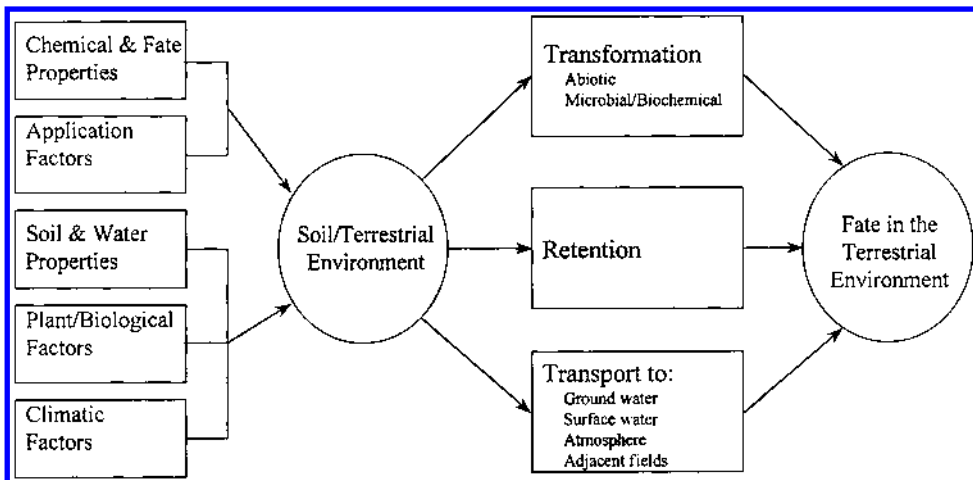 Chemical & Fate
Properties
Application
Factors
Soil & Water
Properties
Plant/Biological
Factors
Climatic
Factors
Soil/Terrestrial
Environment
Transformation
Abiotic
Microbial/Biochemical
Retention
Transport to:
Ground water
Surface water
Atmosphere
Adjacent fields
Fate in the
Terrestrial
Environment